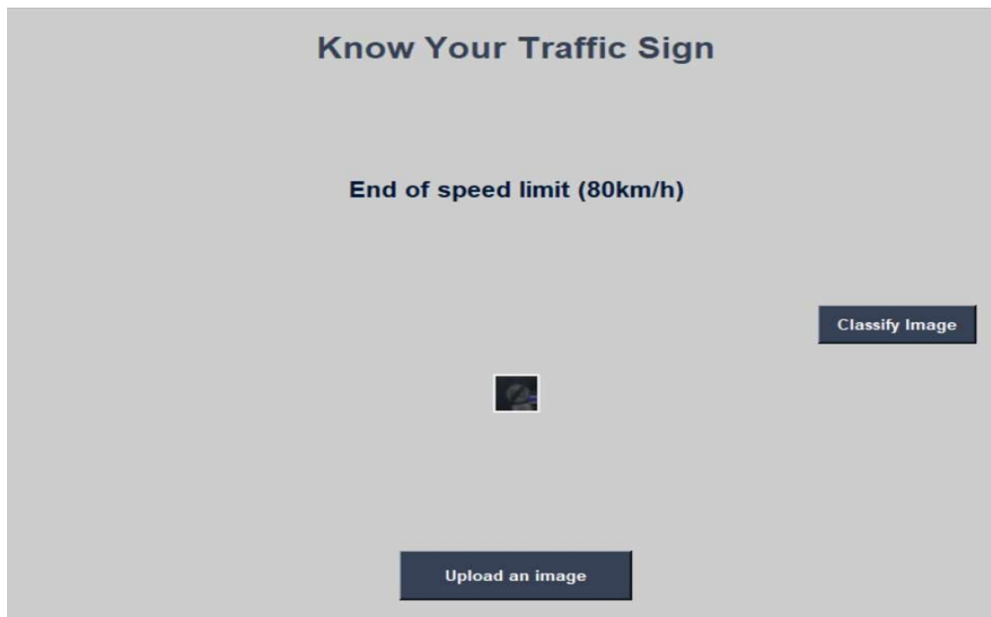 Know Your Traffic Sign
End of speed limit (80km/h)
Classify Image
Upload an image